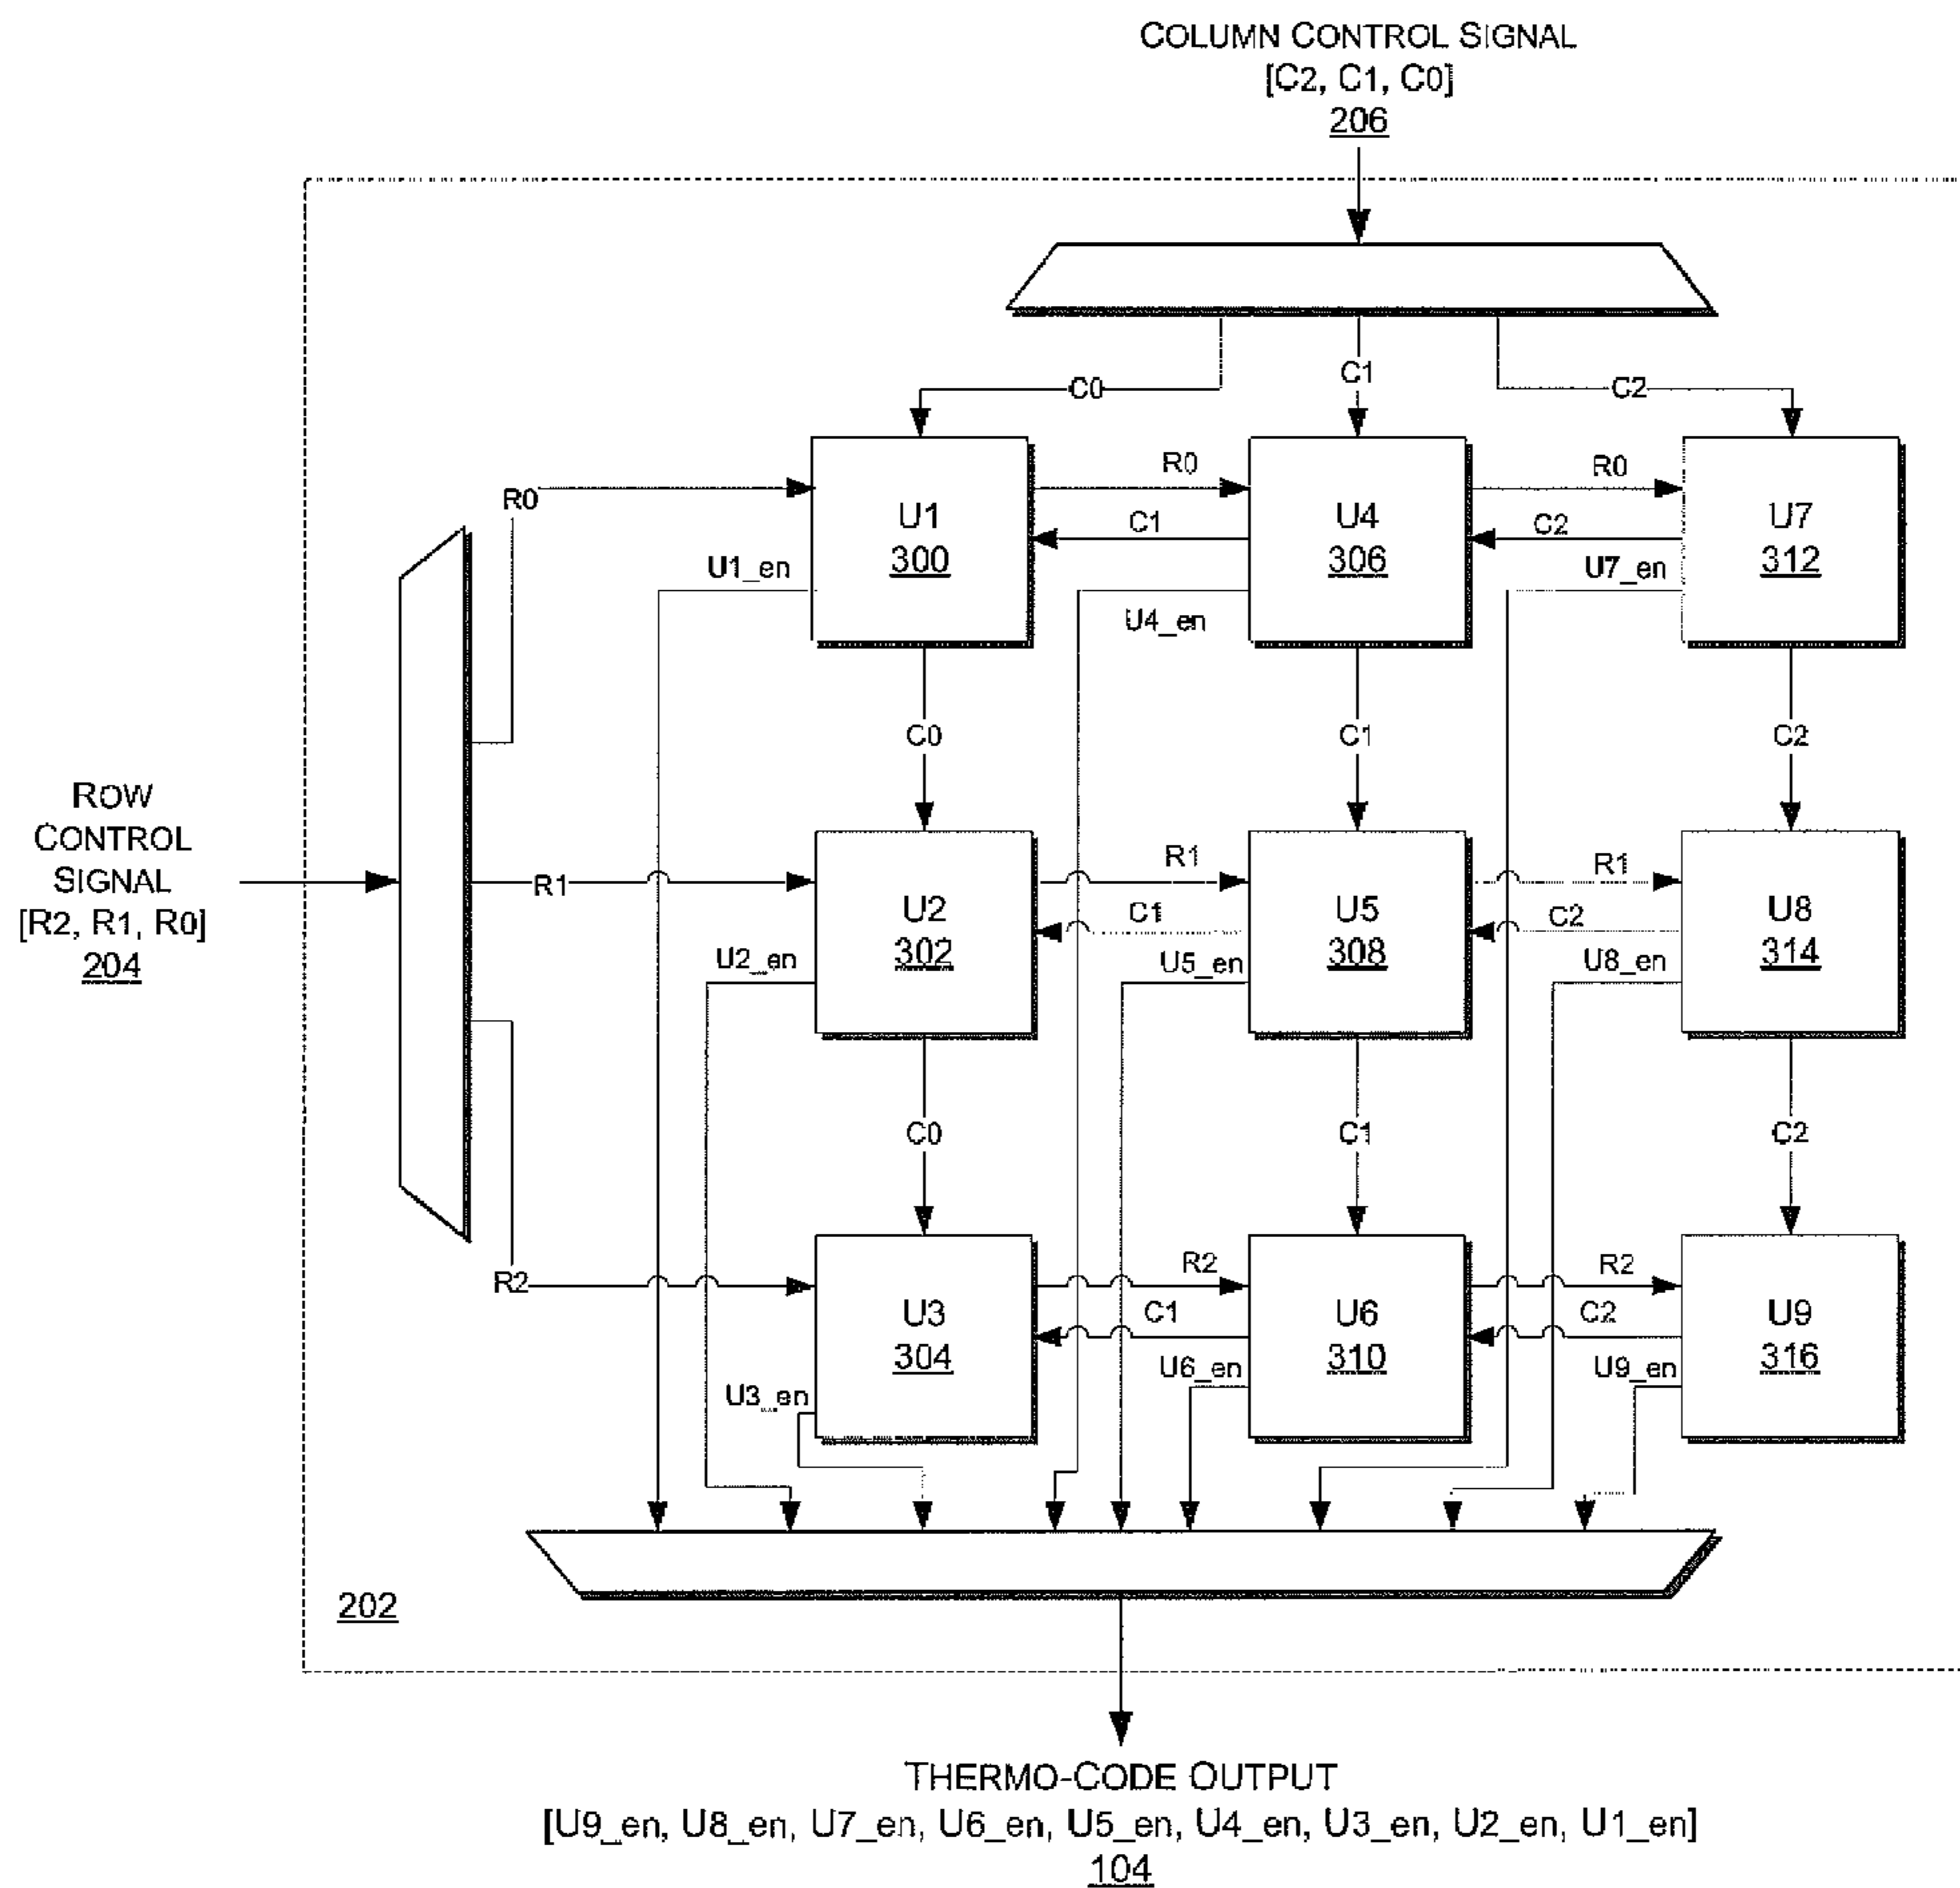 COLUMN CONTROL SIGNAL
[C2, C1, C0]
206
C0
C1
C2
R0
R0
R0
U1
300
C1
U4
306
C2
U7
312
U1_en
U4_en
U7_en
C0
C1
C2
ROW
CONTROL
SIGNAL
[R2, R1, R0]
204
R1
R1
R1
U2
302
C1
U5
308
C2
U8
314
U2_en
U5_en
U8_en
C0
C1
C2
R2
R2
R2
U3
304
C1
U6
310
C2
U9
316
U3_en
U6_en
U9_en
202
THERMO-CODE OUTPUT
[U9_en, U8_en, U7_en, U6_en, U5_en, U4_en, U3_en, U2_en, U1_en]
104